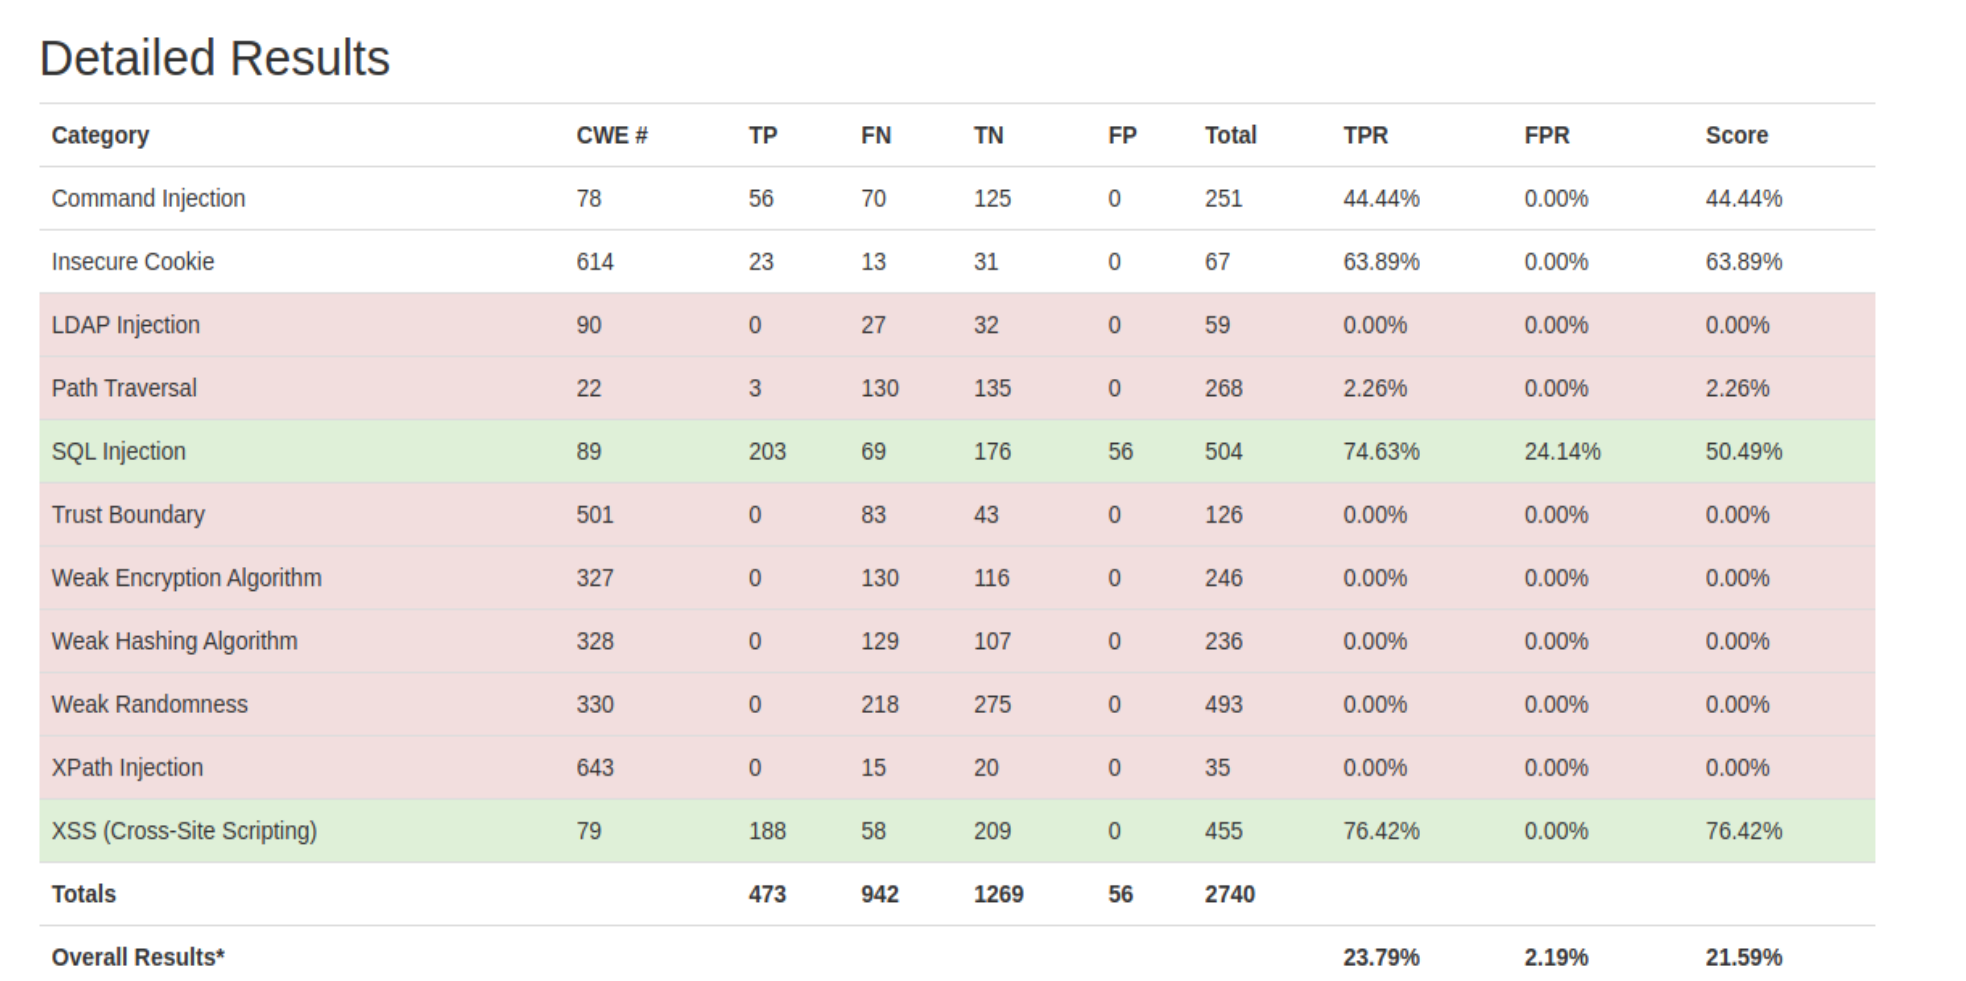 Detailed Results
Category CWE # TP FN TN FP Total TPR FPR Score
Command Injection 78 56 70 125 0 251 44.44% 0.00% 44.44%
Insecure Cookie 614 23 13 31 0 67 63.89% 0.00% 63.89%
LDAP Injection 90 0 27 32 0 59 0.00% 0.00% 0.00%
Path Traversal 22 3 130 135 0 268 2.26% 0.00% 2.26%
SQL Injection 89 203 69 176 56 504 74.63% 24.14% 50.49%
Trust Boundary 501 0 83 43 0 126 0.00% 0.00% 0.00%
Weak Encryption Algorithm 327 0 130 116 0 246 0.00% 0.00% 0.00%
Weak Hashing Algorithm 328 0 129 107 0 236 0.00% 0.00% 0.00%
Weak Randomness 330 0 218 275 0 493 0.00% 0.00% 0.00%
XPath Injection 643 0 15 20 0 35 0.00% 0.00% 0.00%
XSS (Cross-Site Scripting) 79 188 58 209 0 455 76.42% 0.00% 76.42%
Totals 473 942 1269 56 2740
Overall Results* 23.79% 2.19% 21.59%